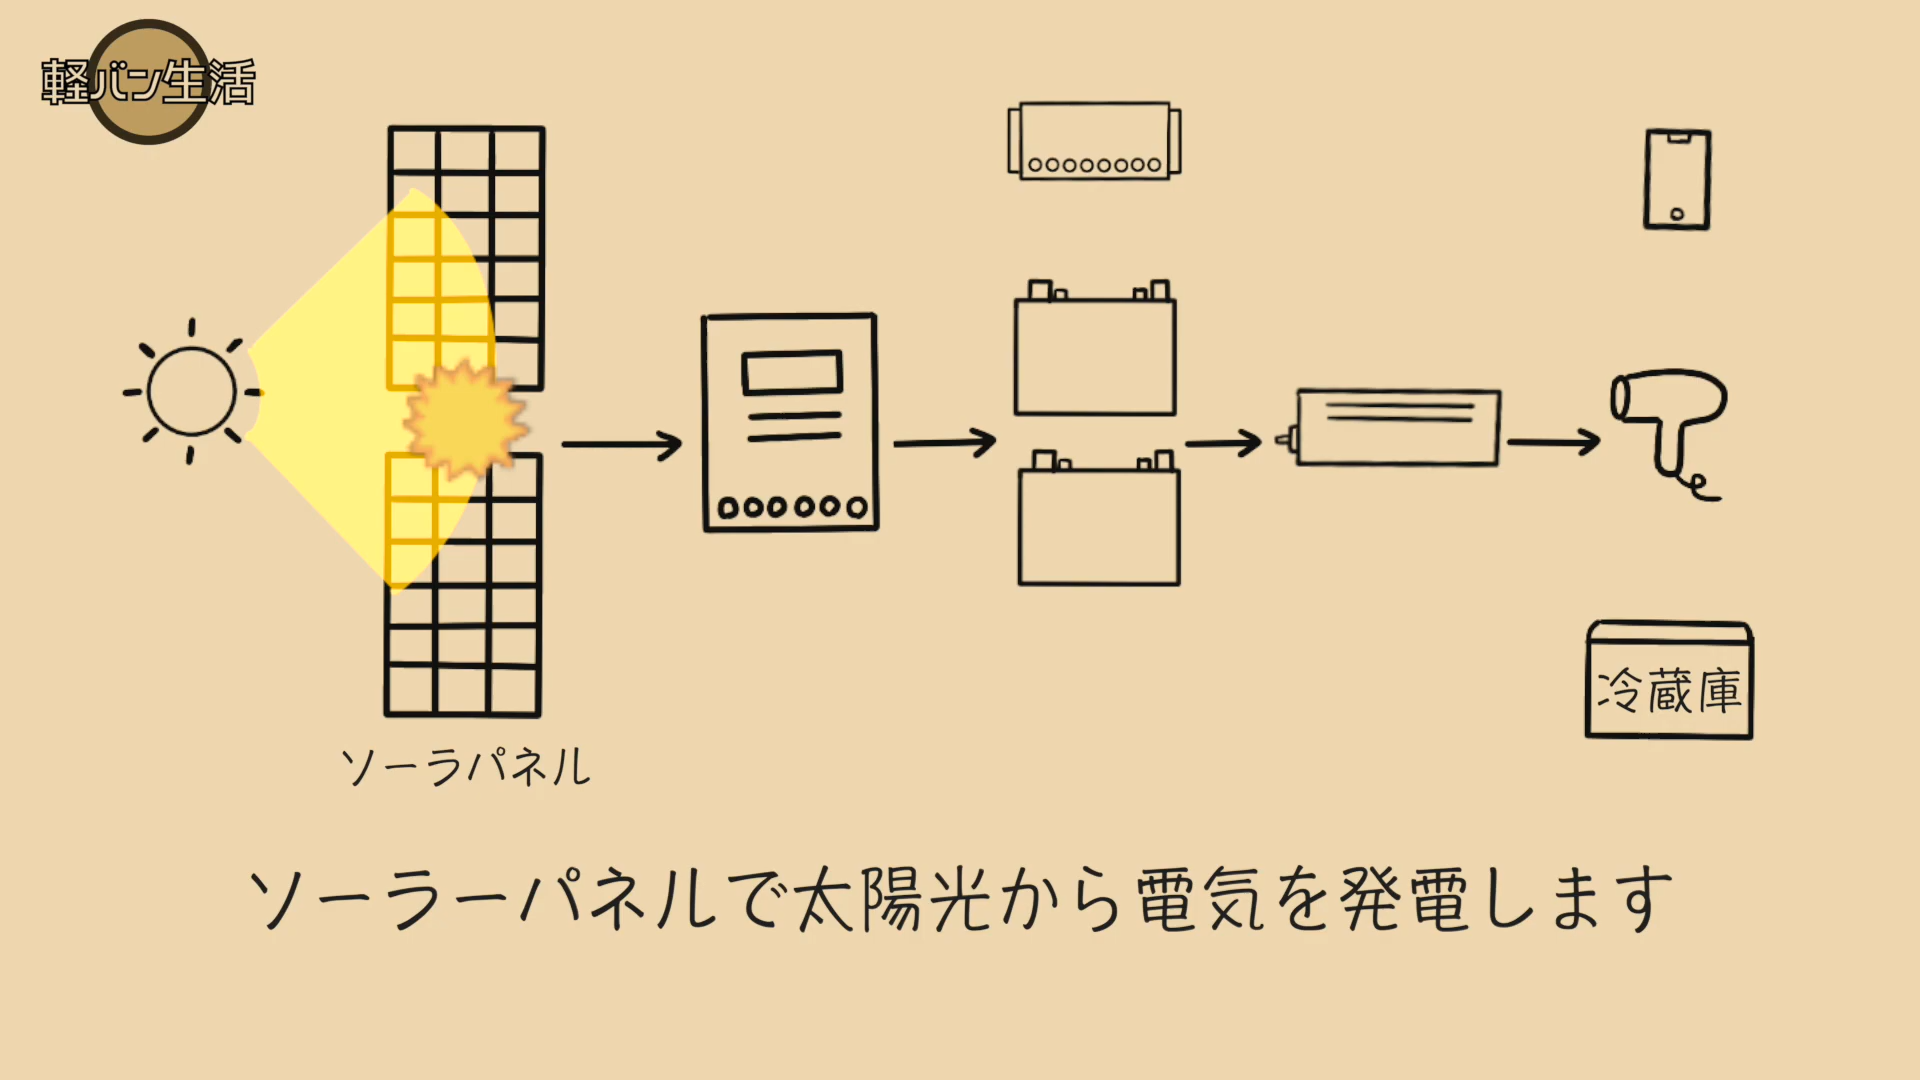 軽バン生活
冷蔵庫
ソーラパネル
ソーラーパネルで太陽光から電気を発電します